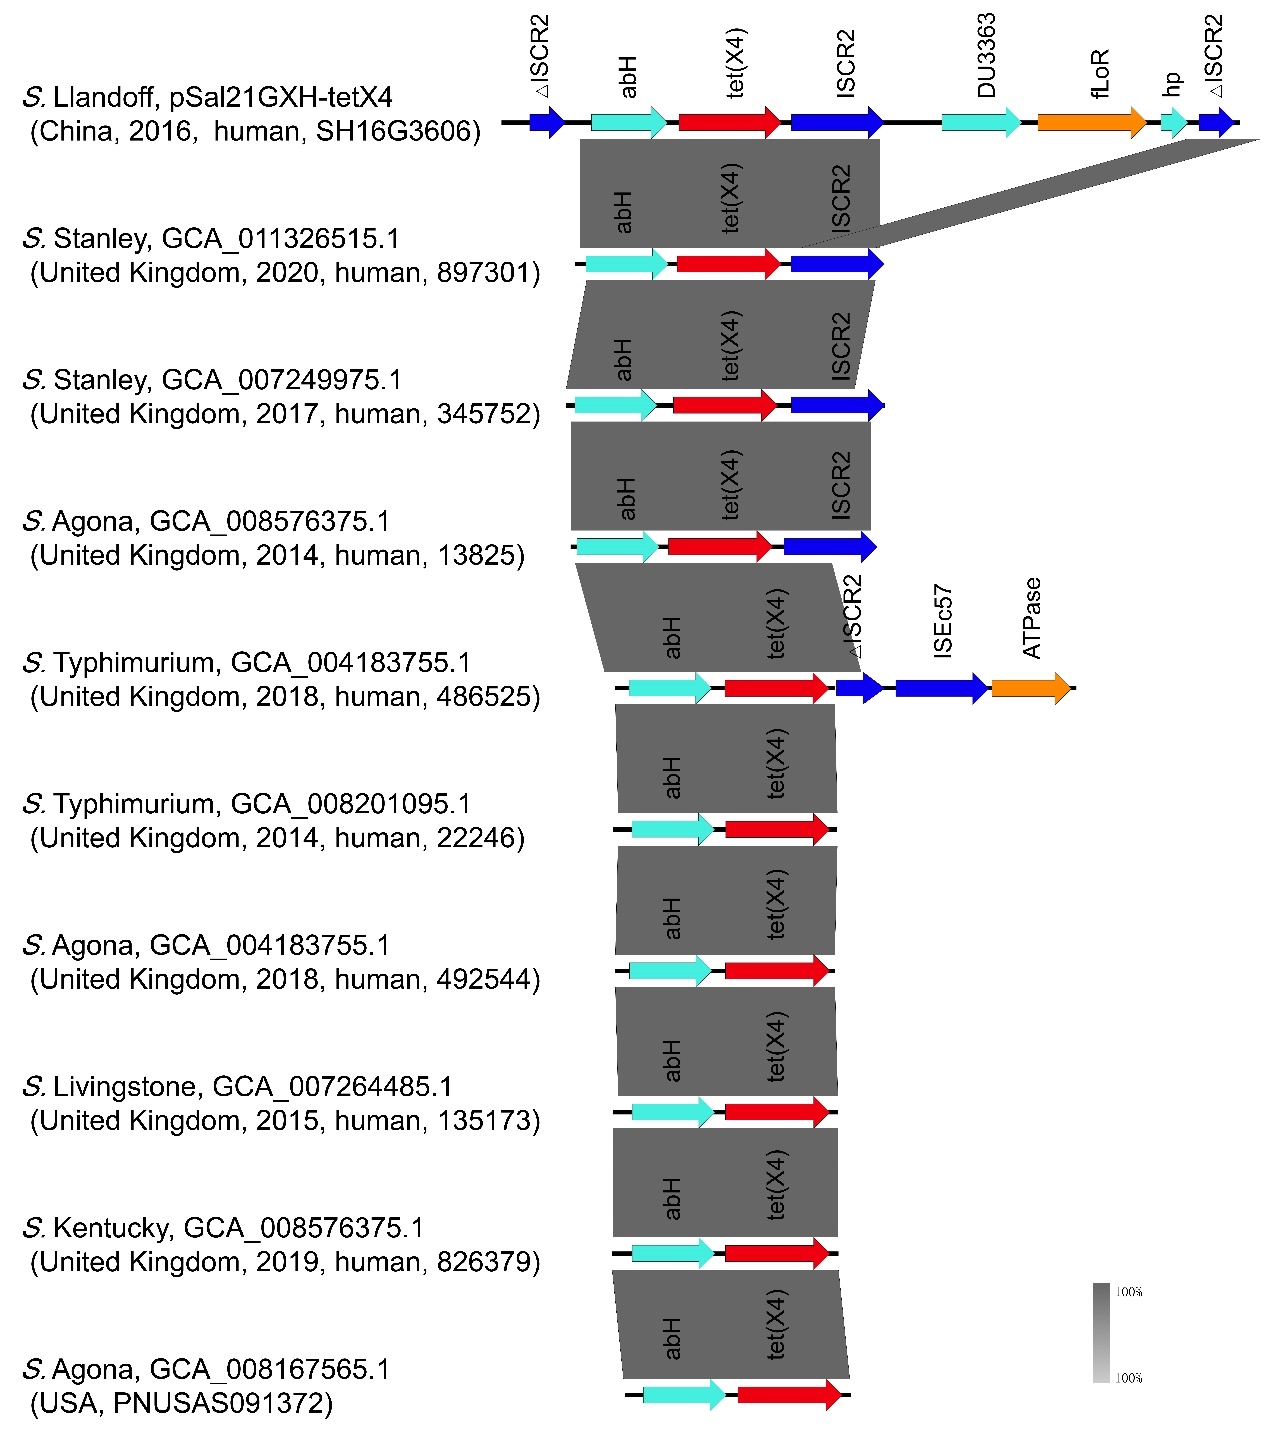 △ISCR2
abH
tet(X4)
ISCR2
DU3363
fLoR
hp
△ISCR2
S. Llandoff, pSal21GXH-tetX4
(China, 2016, human, SH16G3606)
abH
tet(X4)
ISCR2
S. Stanley, GCA_011326515.1
(United Kingdom, 2020, human, 897301)
abH
tet(X4)
ISCR2
S. Stanley, GCA_007249975.1
(United Kingdom, 2017, human, 345752)
abH
tet(X4)
ISCR2
S. Agona, GCA_008576375.1
(United Kingdom, 2014, human, 13825)
abH
tet(X4)
△ISCR2
ISEc57
ATPase
S. Typhimurium, GCA_004183755.1
(United Kingdom, 2018, human, 486525)
abH
tet(X4)
S. Typhimurium, GCA_008201095.1
(United Kingdom, 2014, human, 22246)
abH
tet(X4)
S. Agona, GCA_004183755.1
(United Kingdom, 2018, human, 492544)
abH
tet(X4)
S. Livingstone, GCA_007264485.1
(United Kingdom, 2015, human, 135173)
abH
tet(X4)
S. Kentucky, GCA_008576375.1
(United Kingdom, 2019, human, 826379)
abH
tet(X4)
100%
100%
S. Agona, GCA_008167565.1
(USA, PNUSAS091372)